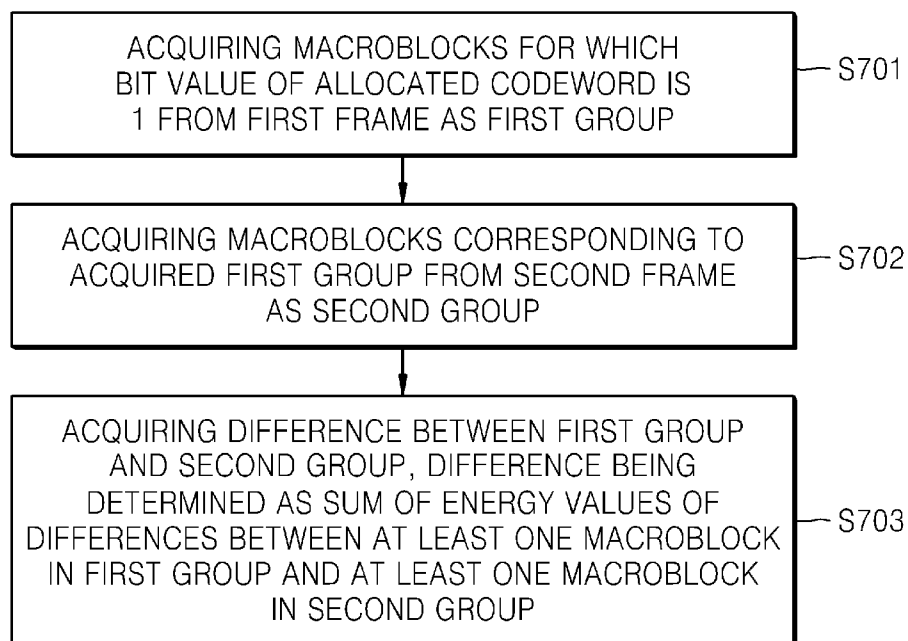 ACQUIRING MACROBLOCKS FOR WHICH
BIT VALUE OF ALLOCATED CODEWORD IS
1 FROM FIRST FRAME AS FIRST GROUP
S701
ACQUIRING MACROBLOCKS CORRESPONDING TO
ACQUIRED FIRST GROUP FROM SECOND FRAME
AS SECOND GROUP
S702
ACQUIRING DIFFERENCE BETWEEN FIRST GROUP
AND SECOND GROUP, DIFFERENCE BEING
DETERMINED AS SUM OF ENERGY VALUES OF
DIFFERENCES BETWEEN AT LEAST ONE MACROBLOCK
IN FIRST GROUP AND AT LEAST ONE MACROBLOCK
IN SECOND GROUP
S703